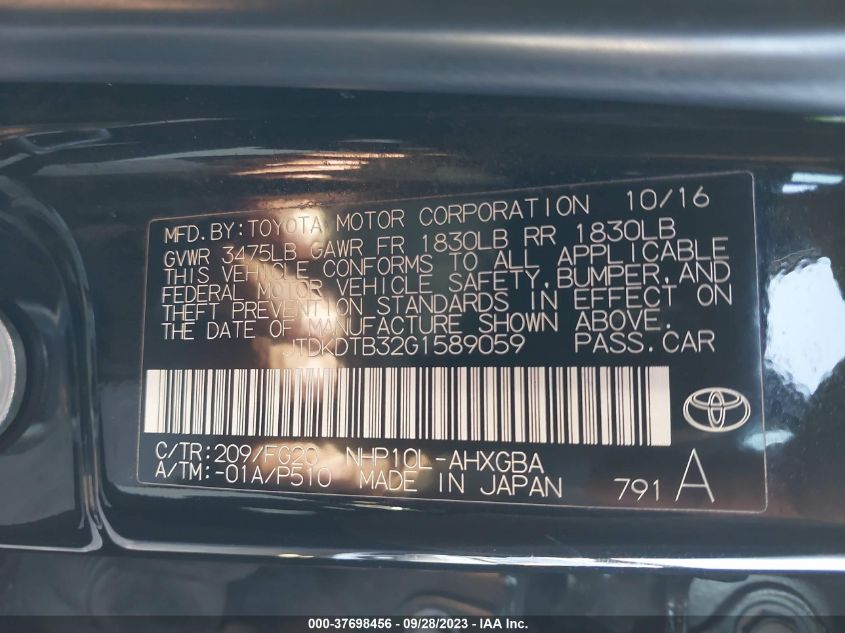 MFD.BY:TOYOTA MOTOR CORPORATION 10/16
GVWR 3475LB GAWR FR 1830LB RR 1830LB
THIS VEHICLE CONFORMS TO ALL APPLICABLE
FEDERAL MOTOR VEHICLE SAFETY,BUMPER,AND
THEFT PREVENTION STANDARDS IN EFFECT ON
THE DATE OF MANUFACTURE SHOWN ABOVE.
JTDKDTB32G1589059 PASS.CAR
C/TR:209/FG20 NHP10L-AHXGBA
A/TM:-01A/P510 MADE IN JAPAN 791 A
000-37698456 - 09/28/2023 - IAA Inc.